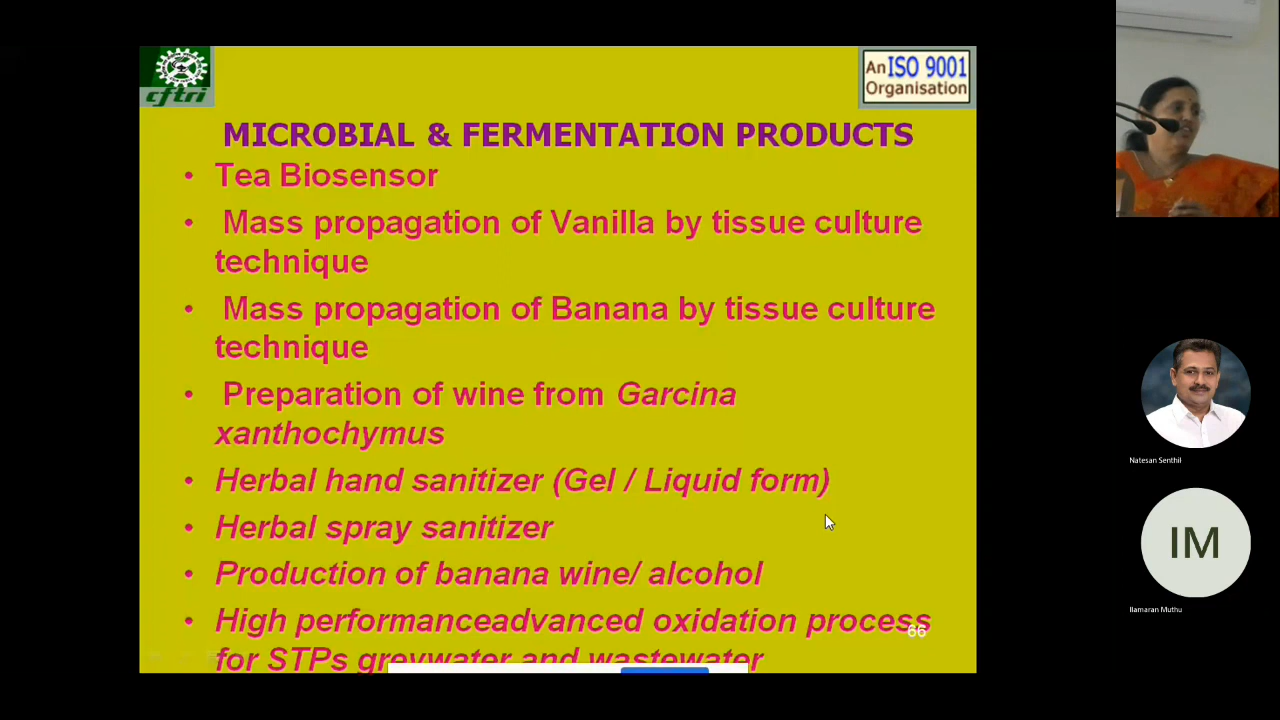 cftri
An ISO 9001
Organisation
MICROBIAL & FERMENTATION PRODUCTS
• Tea Biosensor
• Mass propagation of Vanilla by tissue culture
technique
• Mass propagation of Banana by tissue culture
technique
• Preparation of wine from Garcina
xanthochymus
• Herbal hand sanitizer (Gel / Liquid form)
• Herbal spray sanitizer
• Production of banana wine/ alcohol
• High performanceadvanced oxidation process
66
for STPs greywater and wastewater
Natesan Senthil
IM
Ilamaran Muthu